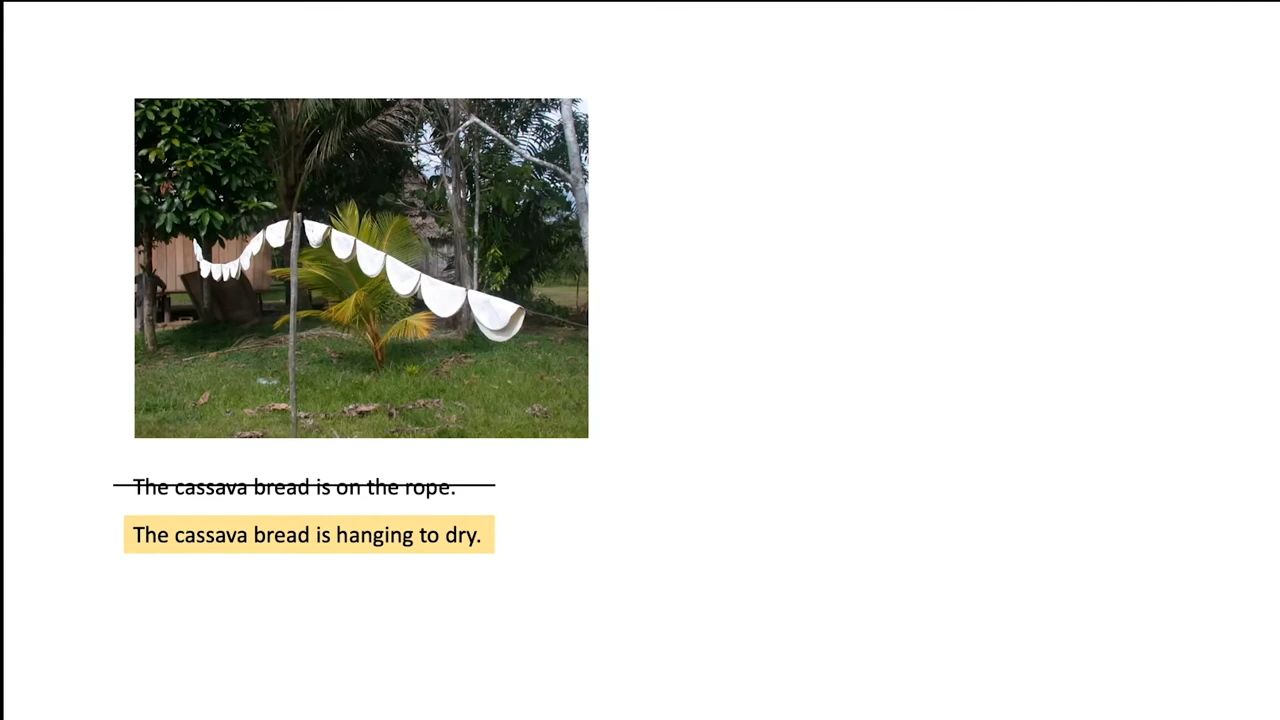 The cassava bread is on the rope.
The cassava bread is hanging to dry.